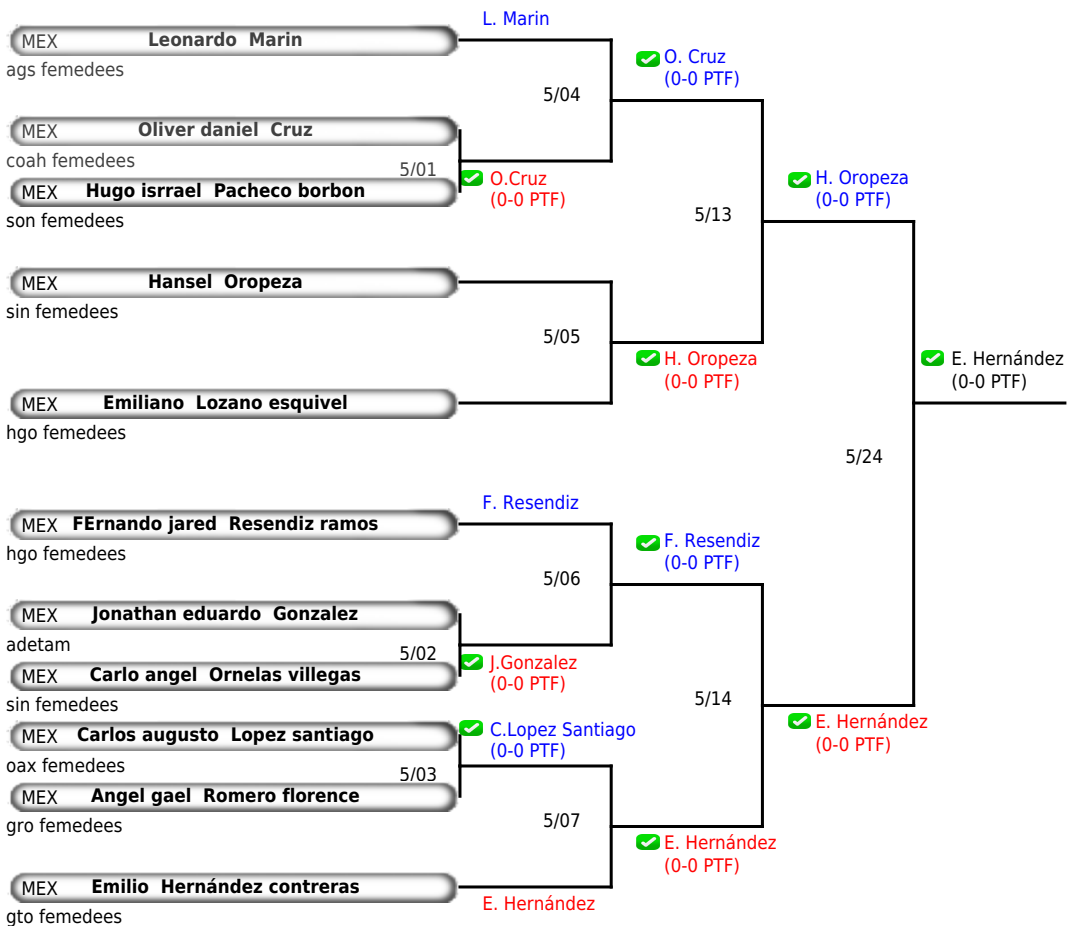 L. Marin
MEX Leonardo Marin
ags femedees
O. Cruz
(0-0 PTF)
5/04
MEX Oliver daniel Cruz
coah femedees
5/01
O.Cruz
(0-0 PTF)
MEX Hugo isrrael Pacheco borbon
son femedees
H. Oropeza
(0-0 PTF)
5/13
MEX Hansel Oropeza
sin femedees
5/05
H. Oropeza
(0-0 PTF)
E. Hernández
(0-0 PTF)
MEX Emiliano Lozano esquivel
hgo femedees
5/24
F. Resendiz
MEX FErnando jared Resendiz ramos
hgo femedees
F. Resendiz
(0-0 PTF)
5/06
MEX Jonathan eduardo Gonzalez
adetam
5/02
J.Gonzalez
(0-0 PTF)
MEX Carlo angel Ornelas villegas
sin femedees
5/14
E. Hernández
(0-0 PTF)
C.Lopez Santiago
(0-0 PTF)
MEX Carlos augusto Lopez santiago
oax femedees
5/03
MEX Angel gael Romero florence
gro femedees
5/07
E. Hernández
(0-0 PTF)
MEX Emilio Hernández contreras
E. Hernández
gto femedees